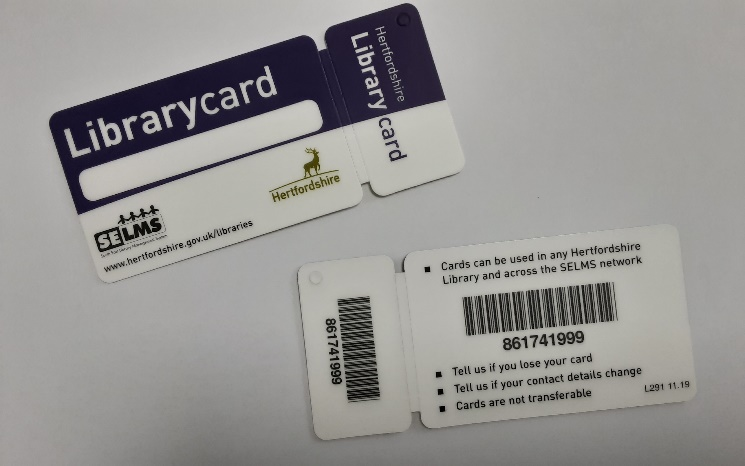 Librarycard
Hertfordshire
SELMS
www.hertfordshire.gov.uk/libraries
Hertfordshire
Library card
Cards can be used in any Hertfordshire
Library and across the SELMS network
861741999
Tell us if you lose your card
Tell us if your contact details change
Cards are not transferable
L291 11.19
861741999